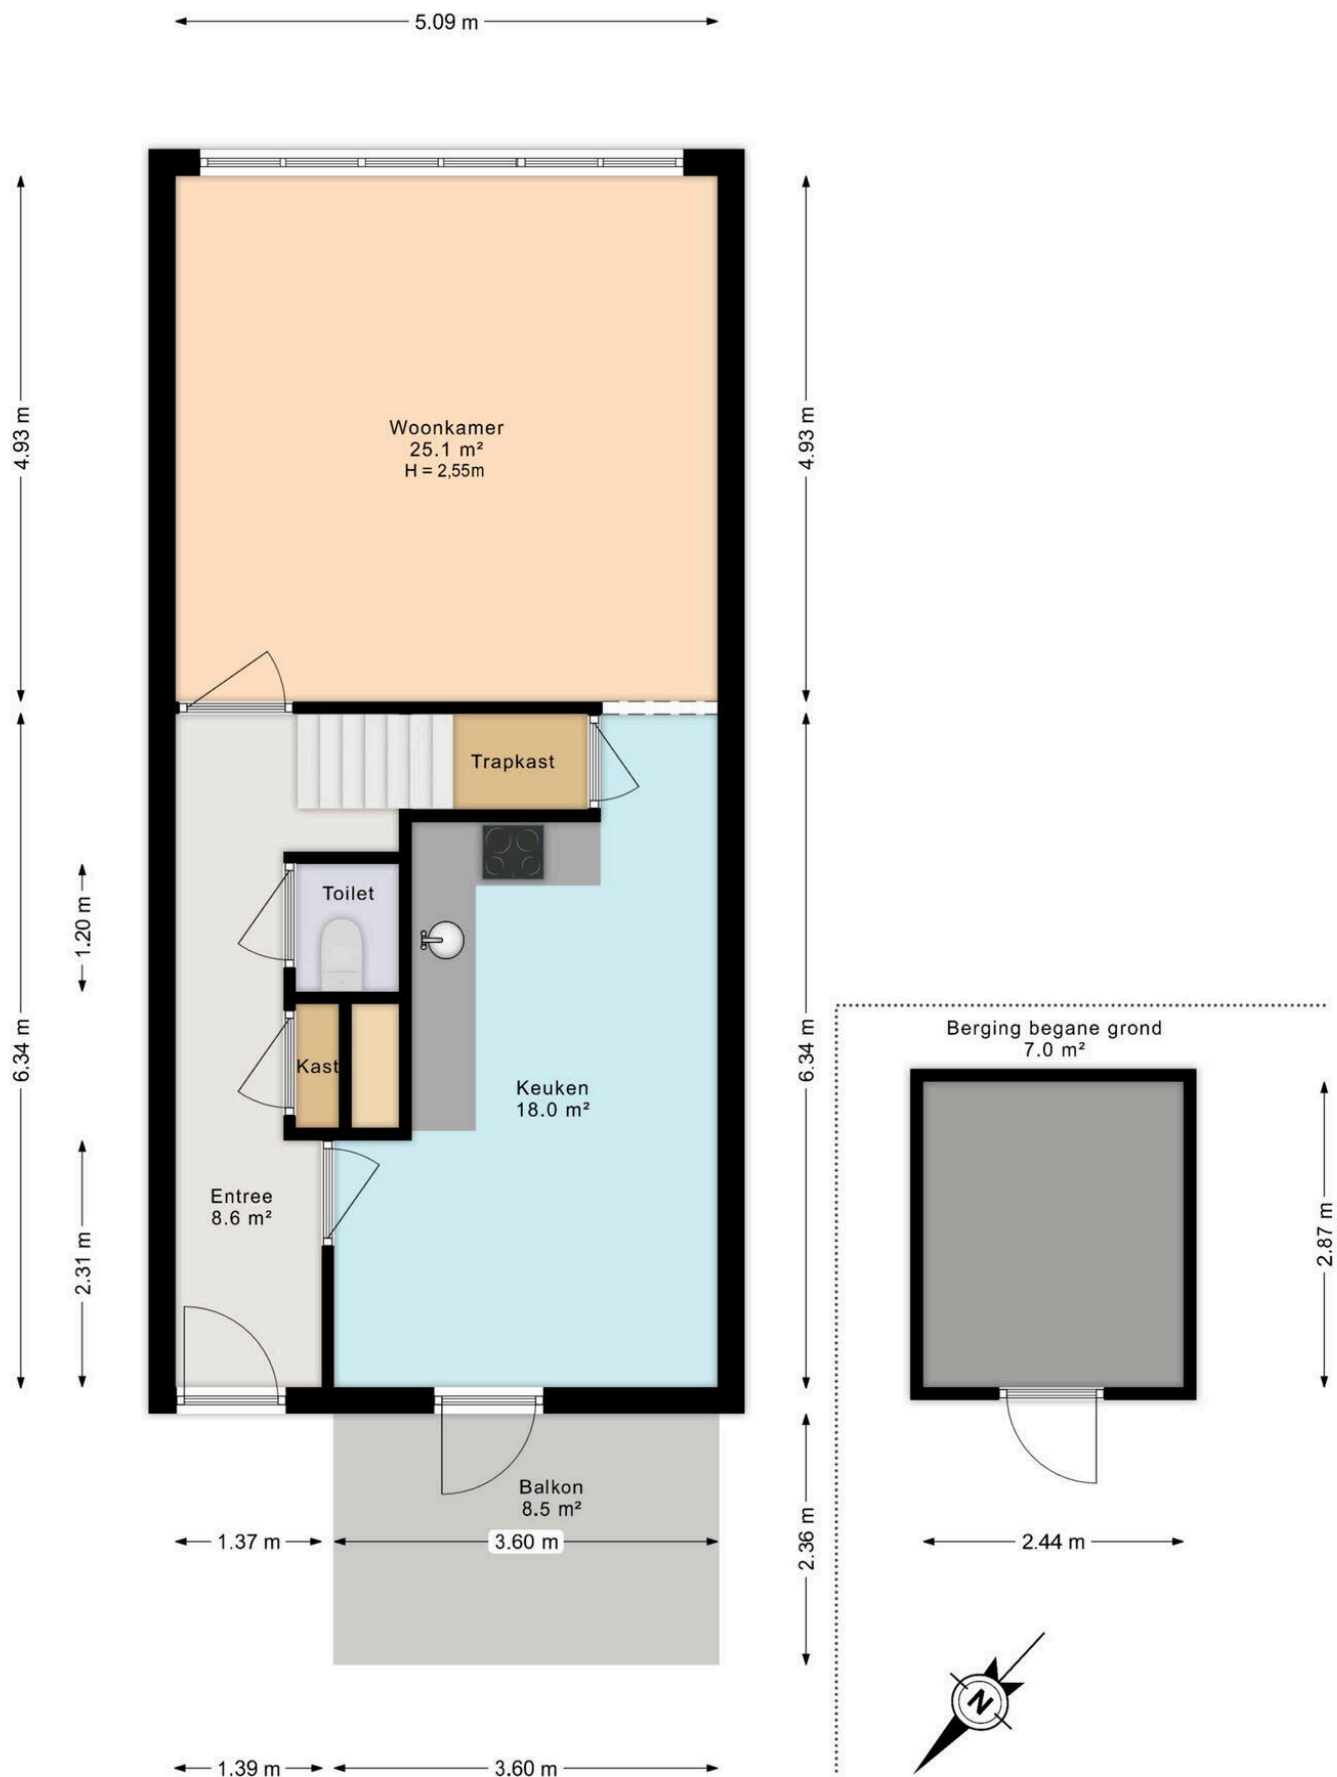 5.09 m
4.93 m
4.93 m
Woonkamer
25.1 m²
H = 2,55m
Trapkast
Toilet
1.20 m
6.34 m
6.34 m
Kast
Keuken
18.0 m²
Entree
8.6 m²
2.31 m
Berging begane grond
7.0 m²
2.87 m
Balkon
8.5 m²
1.37 m
3.60 m
2.36 m
2.44 m
N
1.39 m
3.60 m